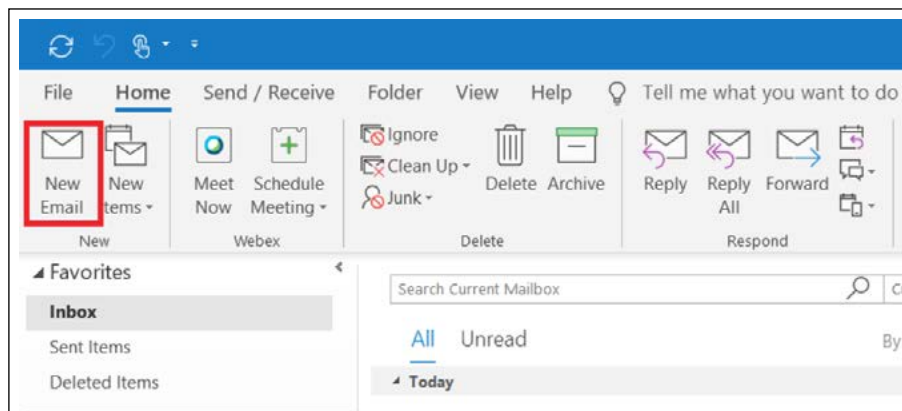 File Home Send / Receive Folder View Help Tell me what you want to do
New Email
New Items
Meet Now
Schedule Meeting
Ignore
Clean Up
Junk
Delete
Archive
Reply
Reply All
Forward
New
Webex
Delete
Respond
Favorites
Inbox
Sent Items
Deleted Items
Search Current Mailbox
All Unread By
Today